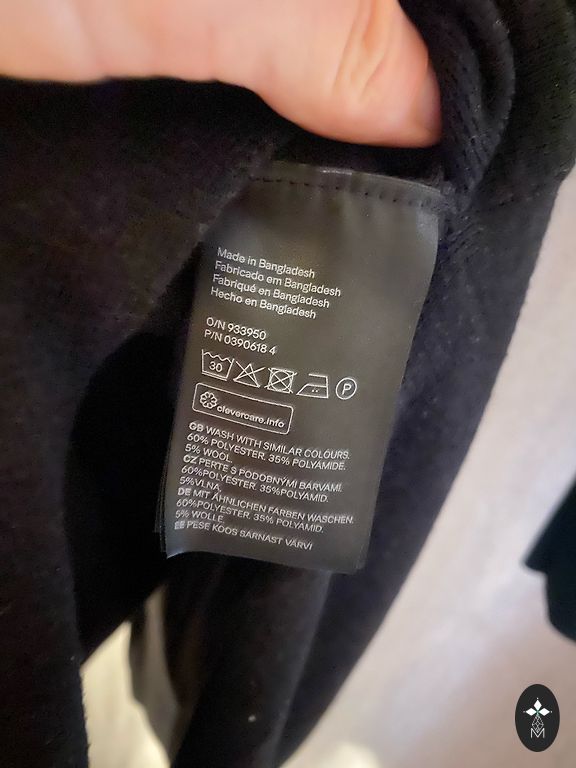 Made in Bangladesh
Fabricado em Bangladesh
Fabriqué en Bangladesh
Hecho en Bangladesh
O/N 933950
P/N 0390618 4
30 P
clevercare.info
GB WASH WITH SIMILAR COLOURS.
60% POLYESTER. 35% POLYAMIDE.
5% WOOL.
CZ PERTE S PODOBNÝMI BARVAMI.
60%POLYESTER. 35%POLYAMID.
5%VLNA.
DE MIT ÄHNLICHEN FARBEN WASCHEN.
60%POLYESTER. 35% POLYAMID.
5% WOLLE.
EE PESE KOOS SARNAST VÄRVI
M